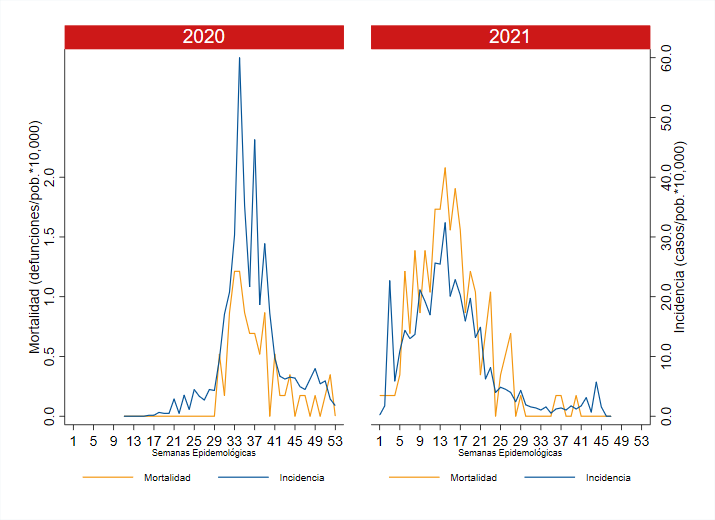 2020
2021
Mortalidad (defunciones/pob.*10,000)
0.0 0.5 1.0 1.5 2.0
1 5 9 13 17 21 25 29 33 37 41 45 49 53
Semanas Epidemológicas
Mortalidad Incidencia
1 5 9 13 17 21 25 29 33 37 41 45 49 53
Semanas Epidemológicas
Mortalidad Incidencia
0.0 10.0 20.0 30.0 40.0 50.0 60.0
Incidencia (casos/pob.*10,000)